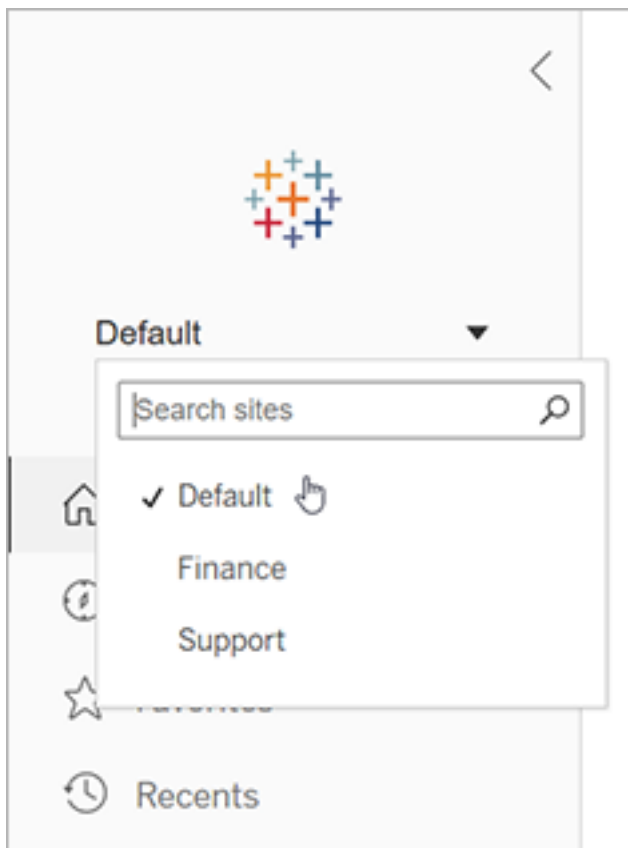 Default
Search sites
Default
Finance
Support
Recents